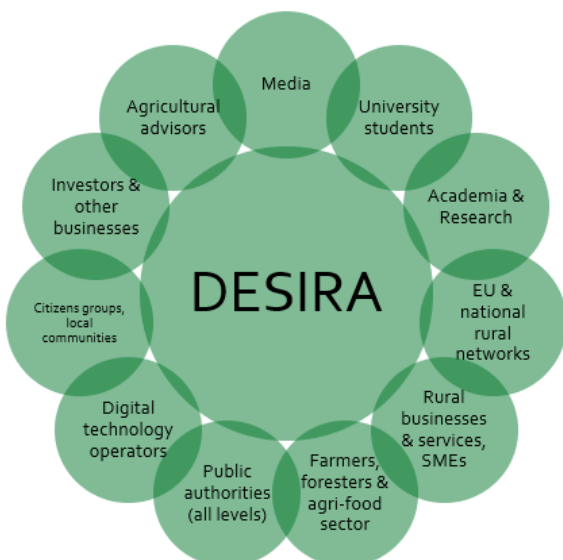 Media
University
students
Academia &
Research
EU &
national
rural
networks
Rural
businesses
& services,
SMEs
Farmers,
foresters &
agri-food
sector
Public
authorities
(all levels)
Digital
technology
operators
Citizens groups,
local
communities
Investors &
other
businesses
Agricultural
advisors
DESIRA